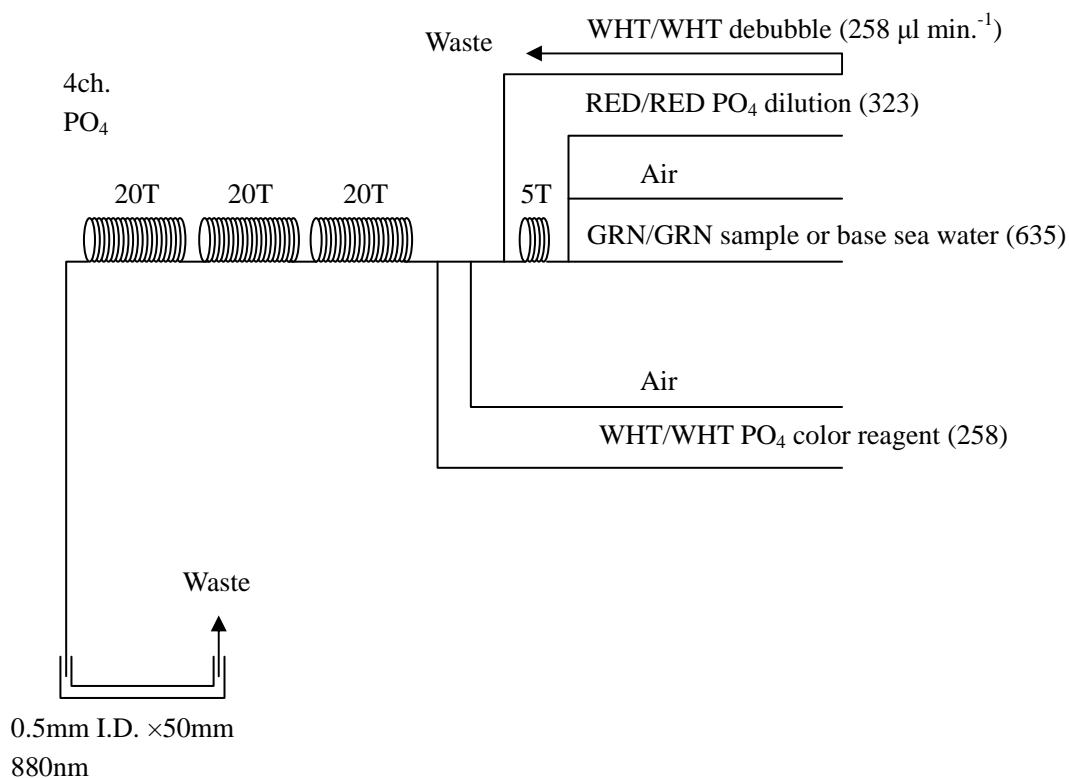 WHT/WHT debubble (258 μl min.⁻¹)
Waste
4ch.
PO₄
RED/RED PO₄ dilution (323)
Air
20T 20T 20T 5T
GRN/GRN sample or base sea water (635)
Air
WHT/WHT PO₄ color reagent (258)
Waste
0.5mm I.D. ×50mm
880nm